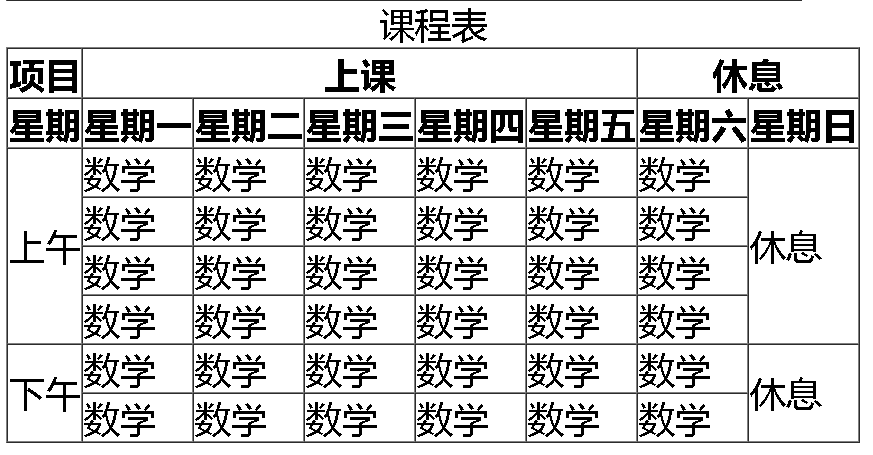 课程表
项目 上课 休息
星期 星期一 星期二 星期三 星期四 星期五 星期六 星期日
上午 数学 数学 数学 数学 数学 数学 休息
数学 数学 数学 数学 数学 数学
数学 数学 数学 数学 数学 数学
数学 数学 数学 数学 数学 数学
下午 数学 数学 数学 数学 数学 数学 休息
数学 数学 数学 数学 数学 数学